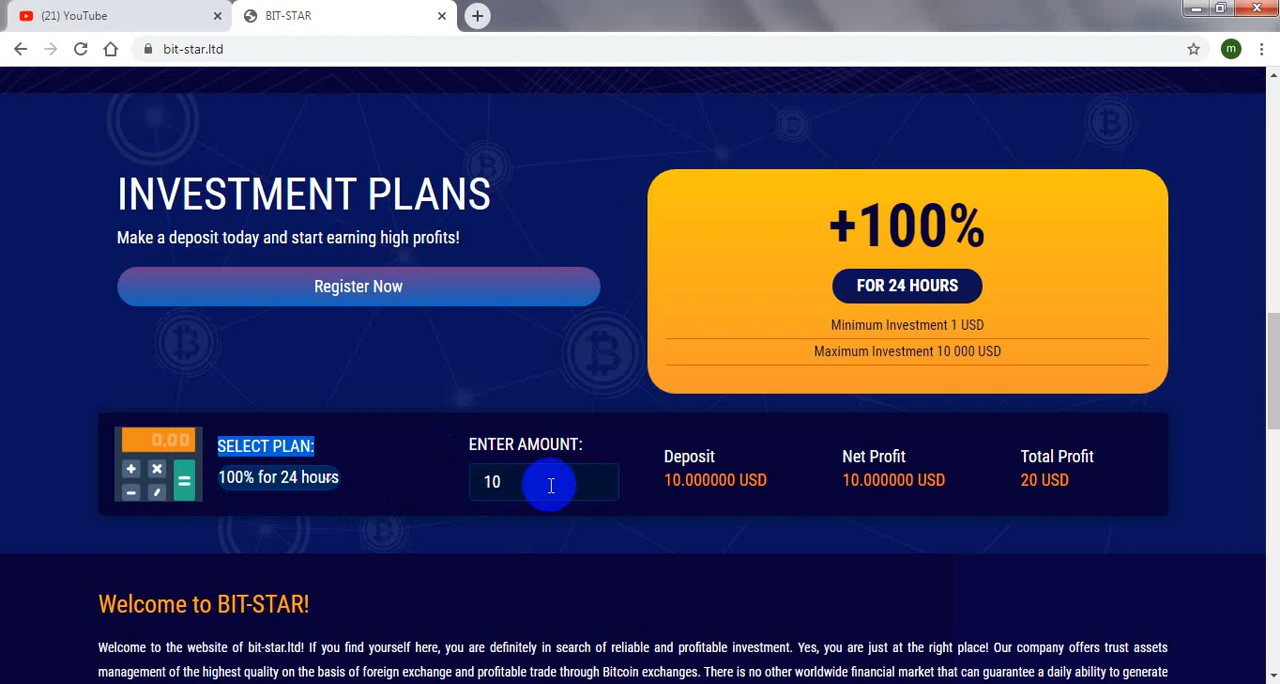 (21) YouTube
BIT-STAR
bit-star.ltd
m
INVESTMENT PLANS
Make a deposit today and start earning high profits!
Register Now
+100%
FOR 24 HOURS
Minimum Investment 1 USD
Maximum Investment 10 000 USD
0,00
SELECT PLAN:
100% for 24 hours
ENTER AMOUNT:
10
Deposit
10.000000 USD
Net Profit
10.000000 USD
Total Profit
20 USD
Welcome to BIT-STAR!
Welcome to the website of bit-star.ltd! If you find yourself here, you are definitely in search of reliable and profitable investment. Yes, you are just at the right place! Our company offers trust assets
management of the highest quality on the basis of foreign exchange and profitable trade through Bitcoin exchanges. There is no other worldwide financial market that can guarantee a daily ability to generate